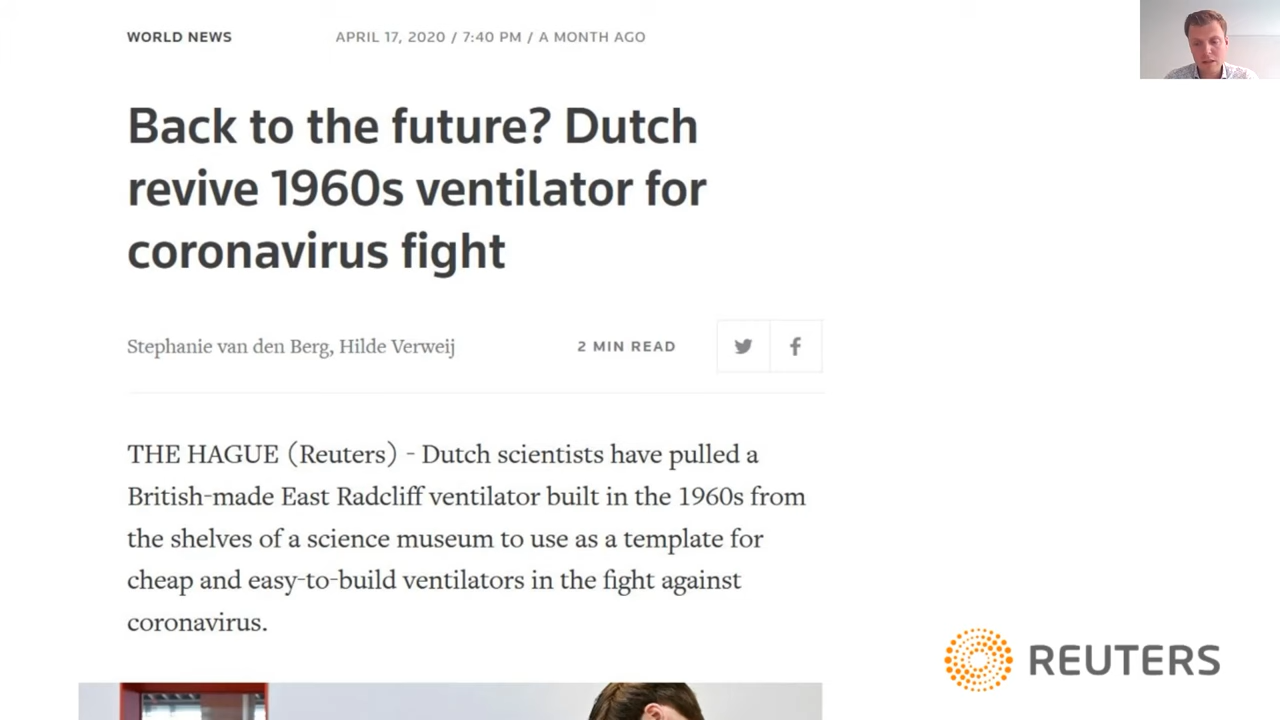 WORLD NEWS APRIL 17, 2020 / 7:40 PM / A MONTH AGO
Back to the future? Dutch
revive 1960s ventilator for
coronavirus fight
Stephanie van den Berg, Hilde Verweij 2 MIN READ
THE HAGUE (Reuters) - Dutch scientists have pulled a
British-made East Radcliff ventilator built in the 1960s from
the shelves of a science museum to use as a template for
cheap and easy-to-build ventilators in the fight against
coronavirus.
REUTERS